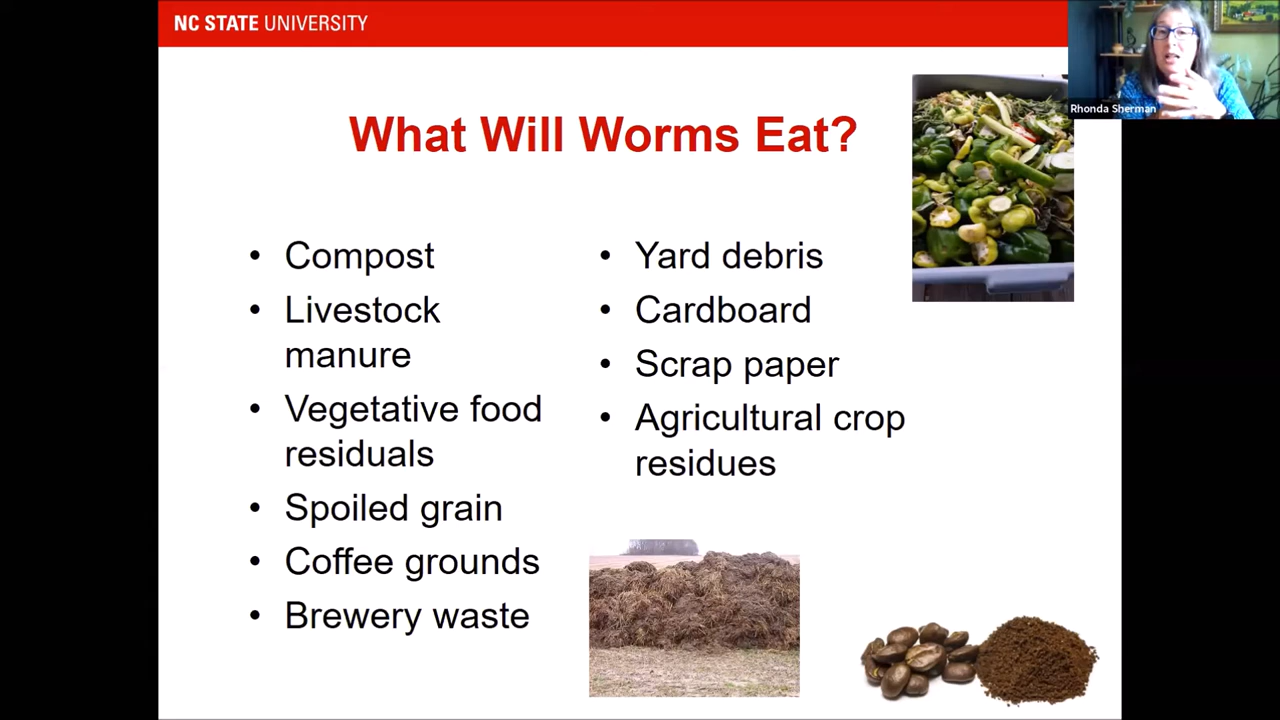 NC STATE UNIVERSITY
Rhonda Sherman
What Will Worms Eat?
• Compost
• Livestock
manure
• Vegetative food
residuals
• Spoiled grain
• Coffee grounds
• Brewery waste
• Yard debris
• Cardboard
• Scrap paper
• Agricultural crop
residues